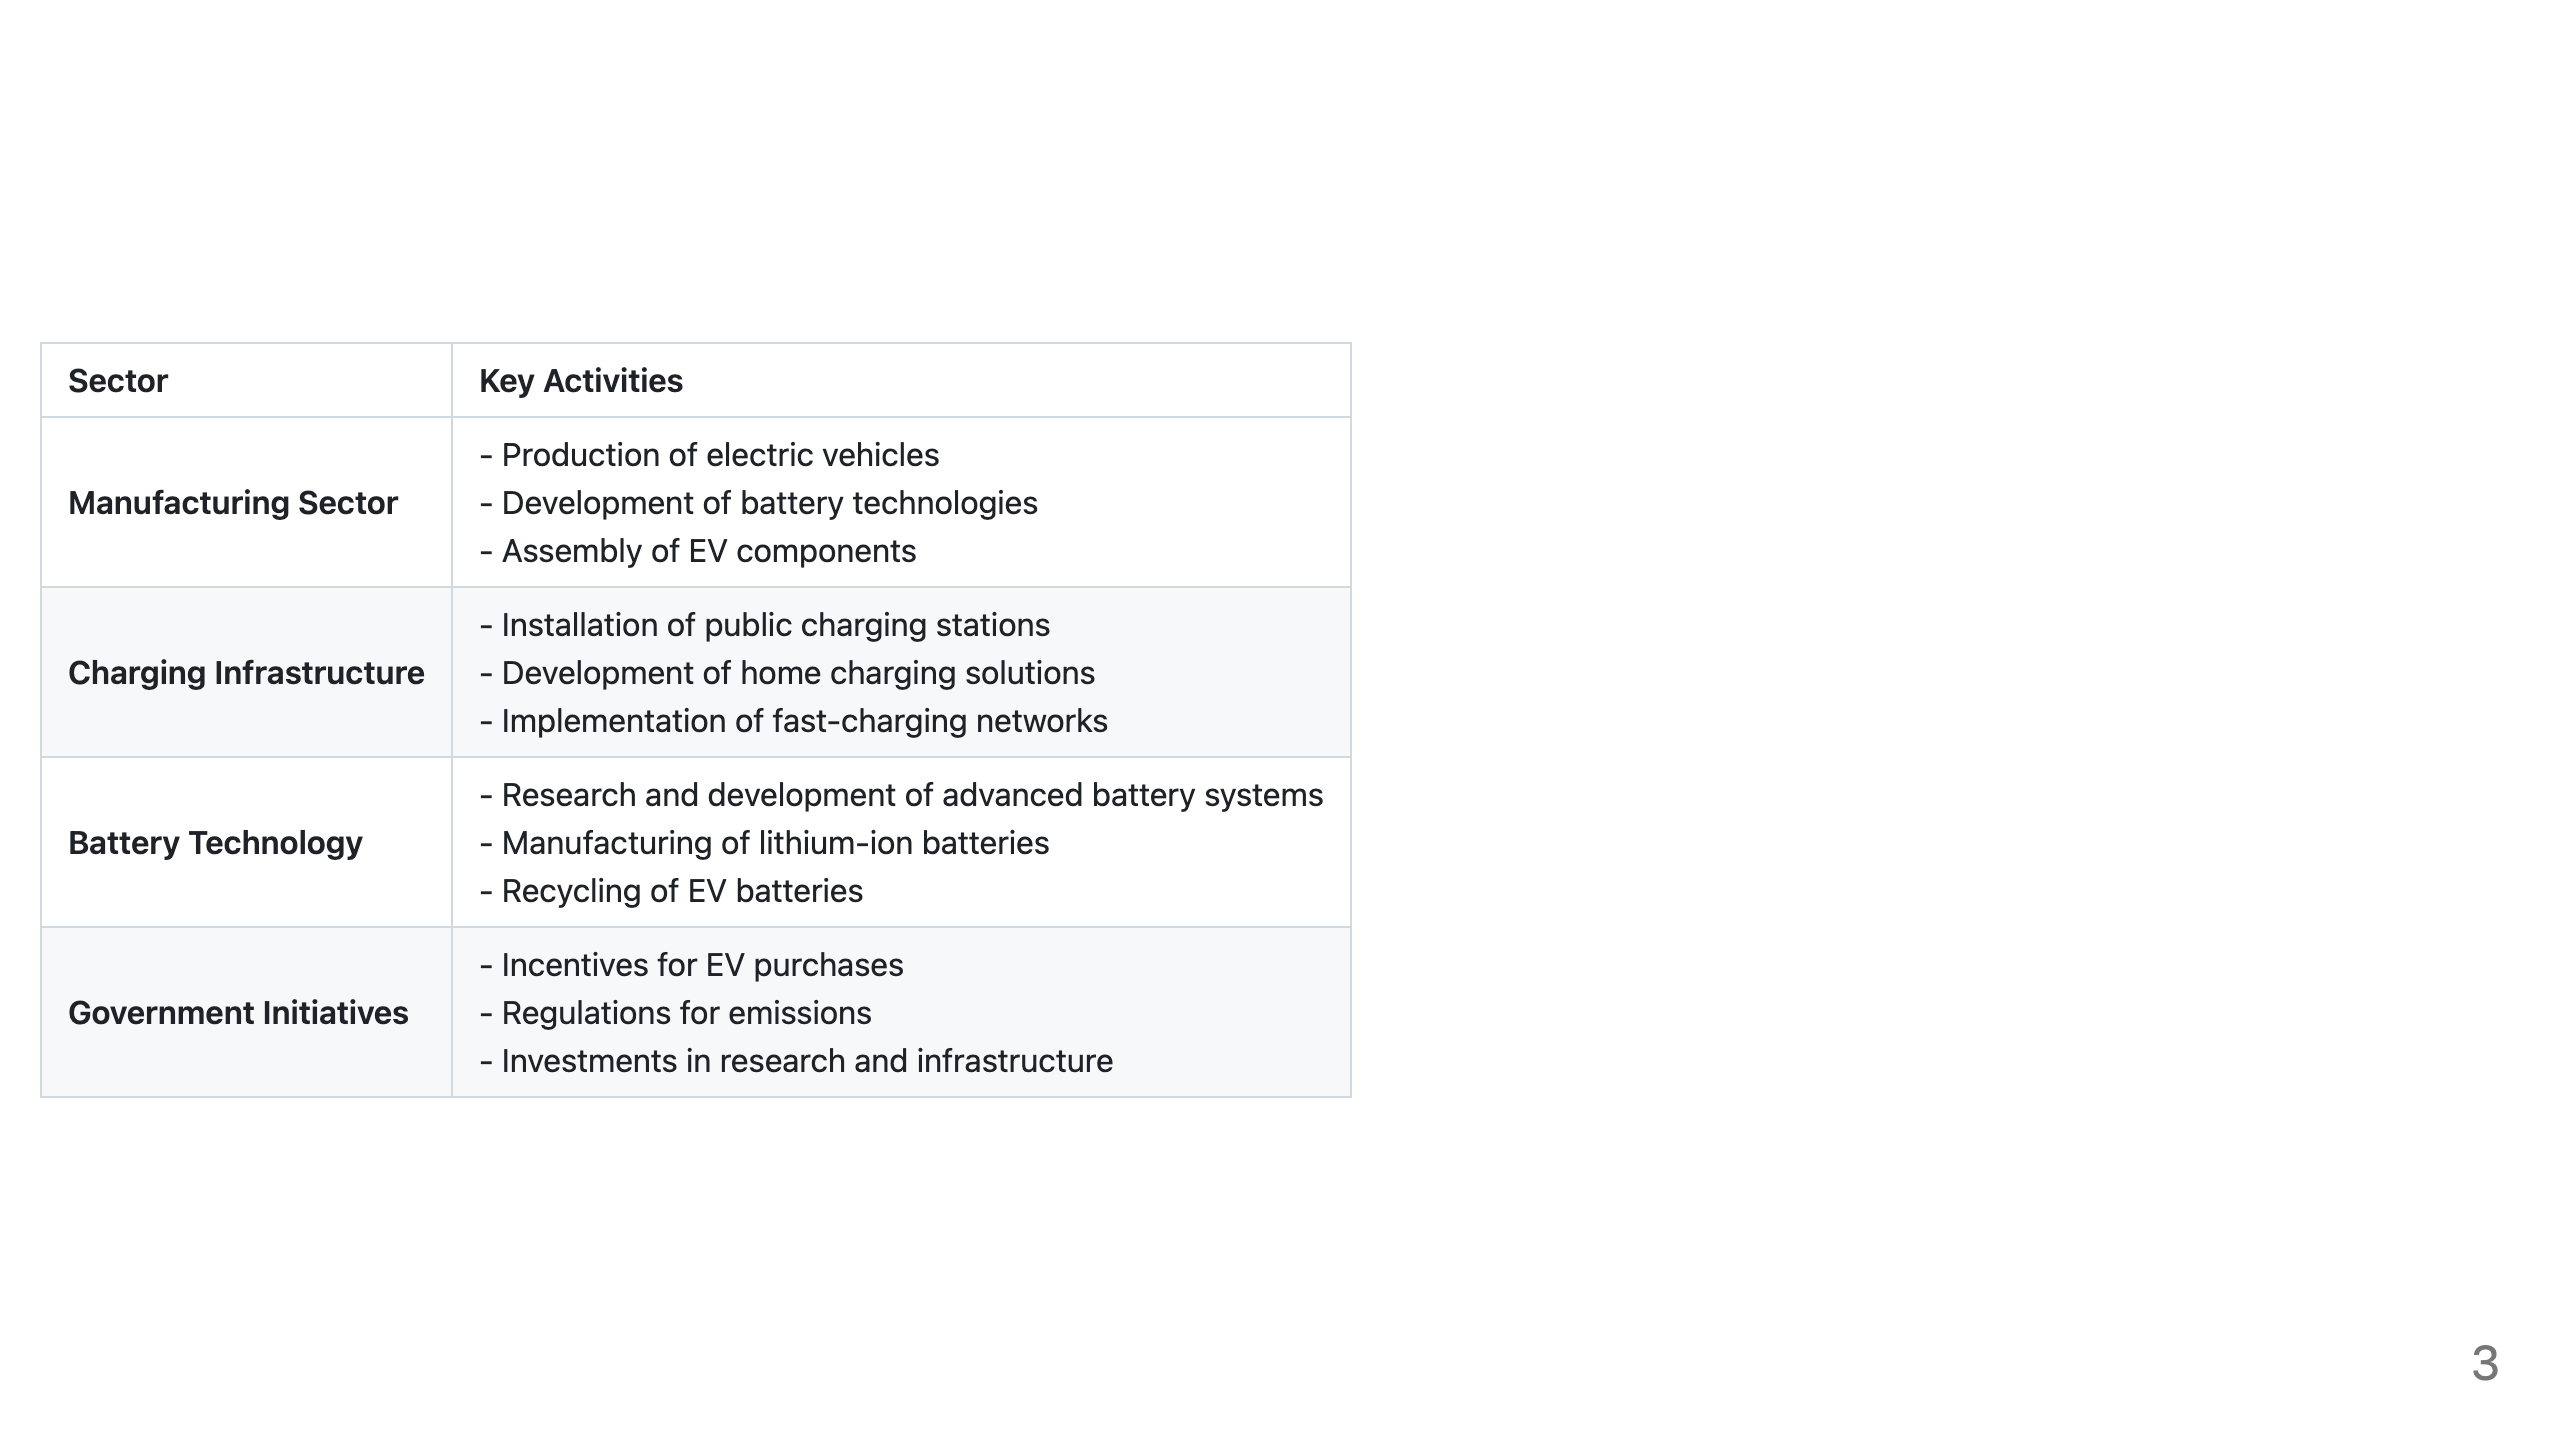 Sector
Key Activities
Manufacturing Sector
- Production of electric vehicles
- Development of battery technologies
- Assembly of EV components
Charging Infrastructure
- Installation of public charging stations
- Development of home charging solutions
- Implementation of fast-charging networks
Battery Technology
- Research and development of advanced battery systems
- Manufacturing of lithium-ion batteries
- Recycling of EV batteries
Government Initiatives
- Incentives for EV purchases
- Regulations for emissions
- Investments in research and infrastructure
3